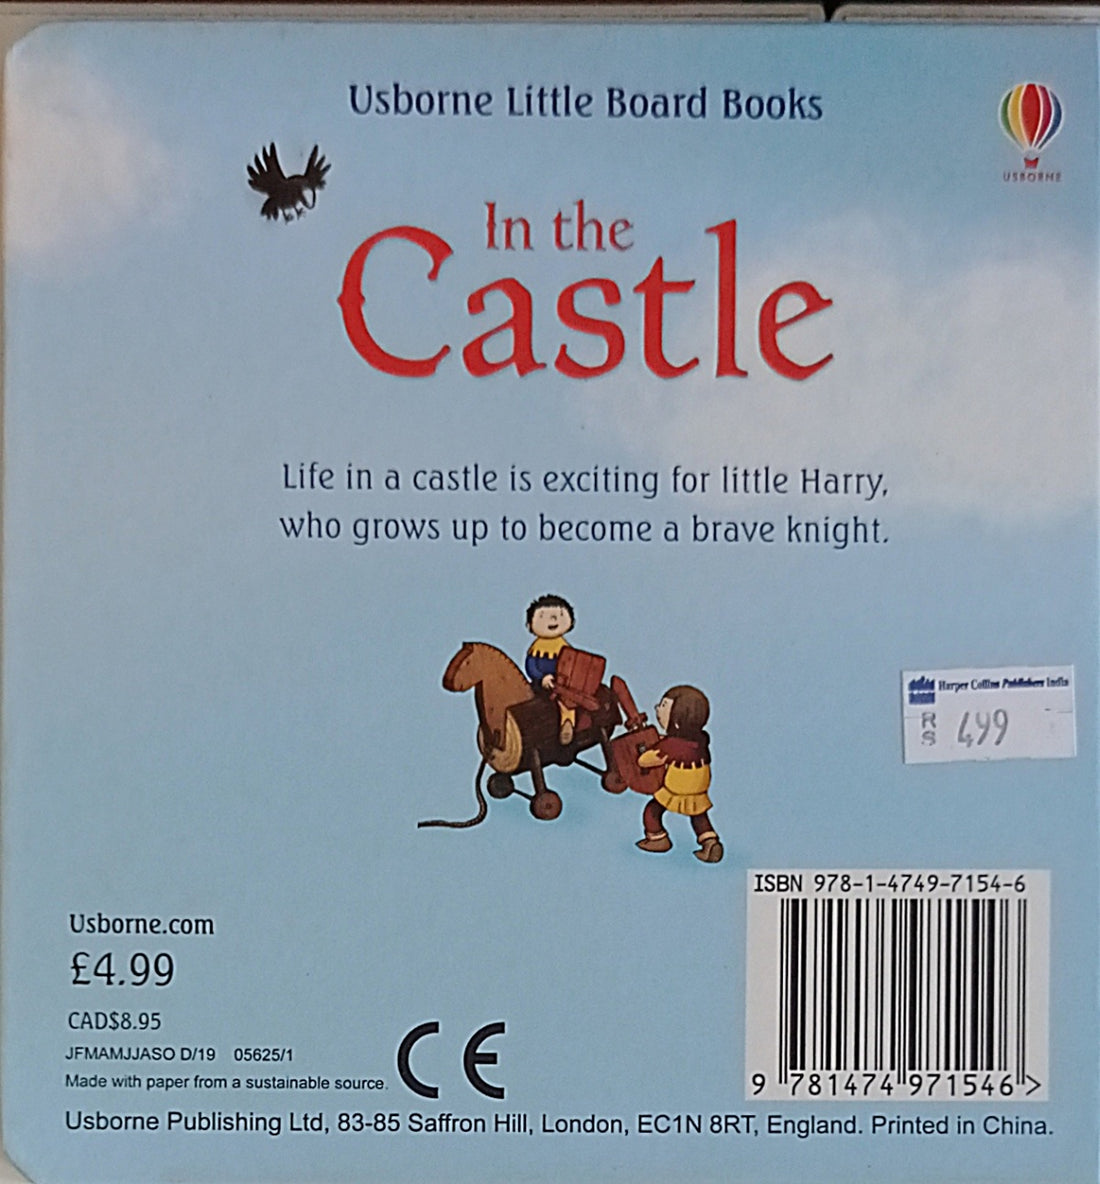 Usborne Little Board Books
USBORNE
In the
Castle
Life in a castle is exciting for little Harry,
who grows up to become a brave knight.
Harper Collins Publishers India
RS 499
ISBN 978-1-4749-7154-6
9 781474 971546 >
Usborne.com
£4.99
CAD$8.95
JFMAMJJASO D/19 05625/1
Made with paper from a sustainable source.
CE
Usborne Publishing Ltd, 83-85 Saffron Hill, London, EC1N 8RT, England. Printed in China.